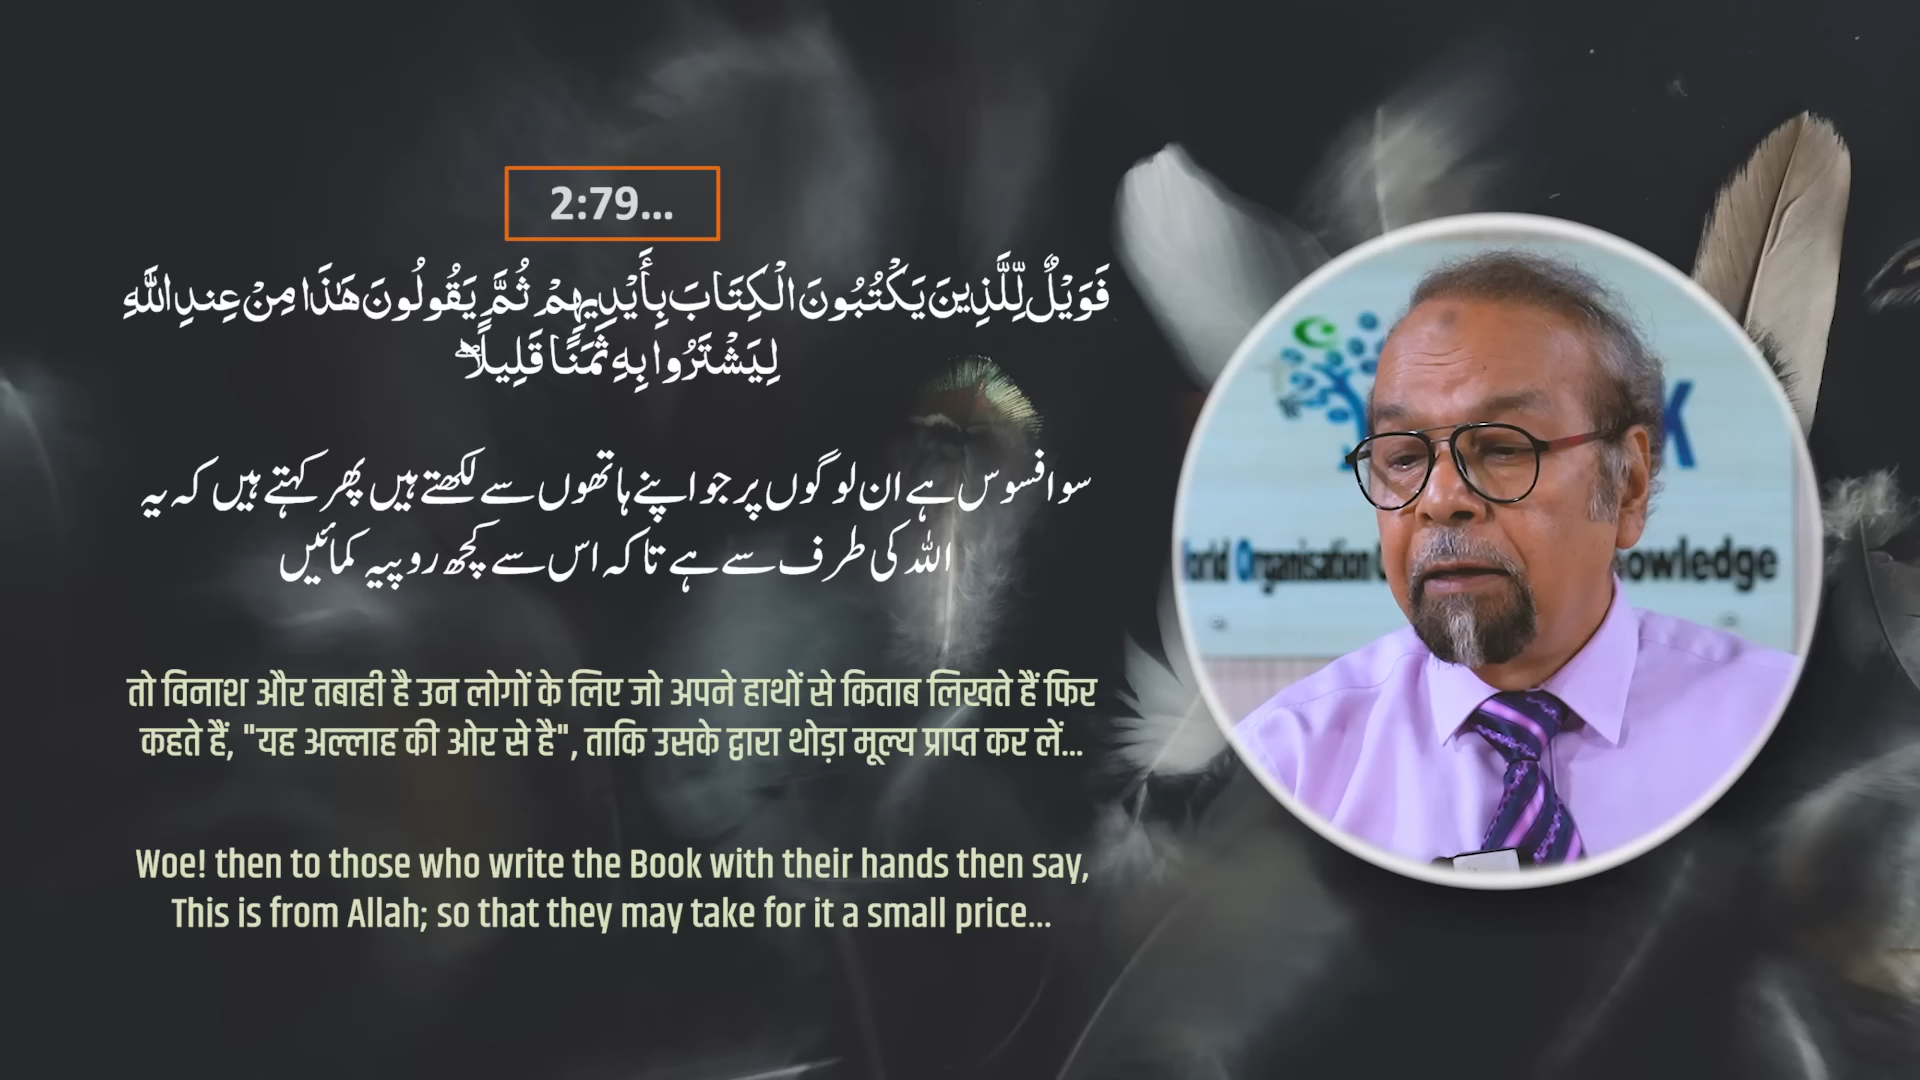 2:79...
فَوَيْلٌ لِّلَّذِينَ يَكْتُبُونَ الْكِتَابَ بِأَيْدِيهِمْ ثُمَّ يَقُولُونَ هَٰذَا مِنْ عِندِ اللَّهِ
لِيَشْتَرُوا بِهِ ثَمَنًا قَلِيلًا ۖ
سو افسوس ہے ان لوگوں پر جو اپنے ہاتھوں سے لکھتے ہیں پھر کہتے ہیں کہ یہ
اللہ کی طرف سے ہے تاکہ اس سے کچھ روپیہ کمائیں
तो विनाश और तबाही है उन लोगों के लिए जो अपने हाथों से किताब लिखते हैं फिर
कहते हैं, "यह अल्लाह की ओर से है", ताकि उसके द्वारा थोड़ा मूल्य प्राप्त कर लें...
Woe! then to those who write the Book with their hands then say,
This is from Allah; so that they may take for it a small price...
K
orld Organisation owledge